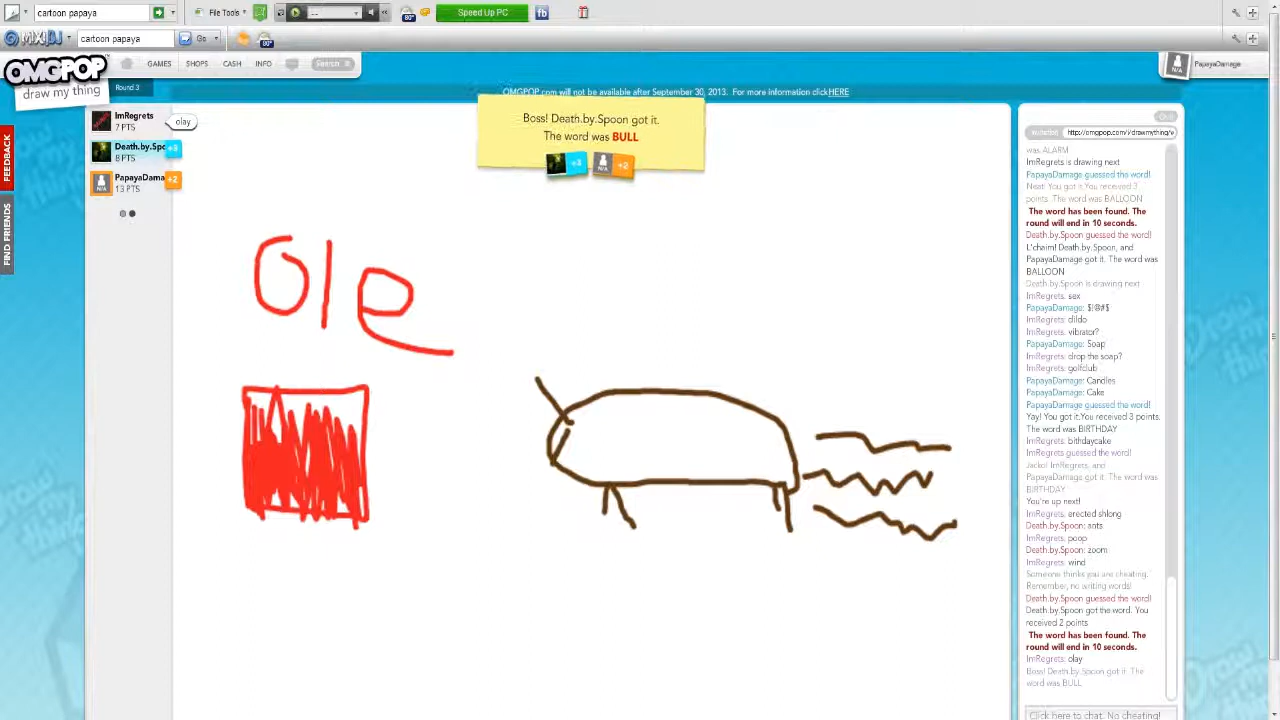 cartoon papaya
File Tools
80°
Speed Up PC
fb
MXIDJ
cartoon papaya
Go
80°
OMGPOP
draw my thing
GAMES
SHOPS
CASH
INFO
Search
N/A
PapayaDamage
Round 3
OMGPOP.com will not be available after September 30, 2013. For more information click HERE
FEEDBACK
FIND FRIENDS
ImRegrets
7 PTS
olay
Death.by.Spo
8 PTS
+3
N/A
PapayaDama
13 PTS
+2
Boss! Death.by.Spoon got it.
The word was BULL
+3
N/A
+2
Ole
Quit
Invite list
http://omgpop.com/i/drawmything/e
was ALARM
ImRegrets is drawing next
PapayaDamage guessed the word!
Neat! You got it.You received 3
points. The word was BALLOON
The word has been found. The
round will end in 10 seconds.
Death.by.Spoon guessed the word!
L'chaim! Death.by.Spoon, and
PapayaDamage got it. The word was
BALLOON
Death.by.Spoon is drawing next
ImRegrets: sex
PapayaDamage: $!@#$
ImRegrets: dildo
ImRegrets: vibrator?
PapayaDamage: Soap
ImRegrets: drop the soap?
ImRegrets: golfclub
PapayaDamage: Candles
PapayaDamage: Cake
PapayaDamage guessed the word!
Yay! You got it.You received 3 points.
The word was BIRTHDAY
ImRegrets: bithdaycake
ImRegrets guessed the word!
Jacko! ImRegrets, and
PapayaDamage got it. The word was
BIRTHDAY
You're up next!
ImRegrets: erected shlong
Death.by.Spoon: ants
ImRegrets: poop
Death.by.Spoon: zoom
ImRegrets: wind
Someone thinks you are cheating.
Remember, no writing words!
Death.by.Spoon guessed the word!
Death.by.Spoon got the word. You
received 2 points
The word has been found. The
round will end in 10 seconds.
ImRegrets: olay
Boss! Death.by.Spoon got it. The
word was BULL
Click here to chat. No cheating!